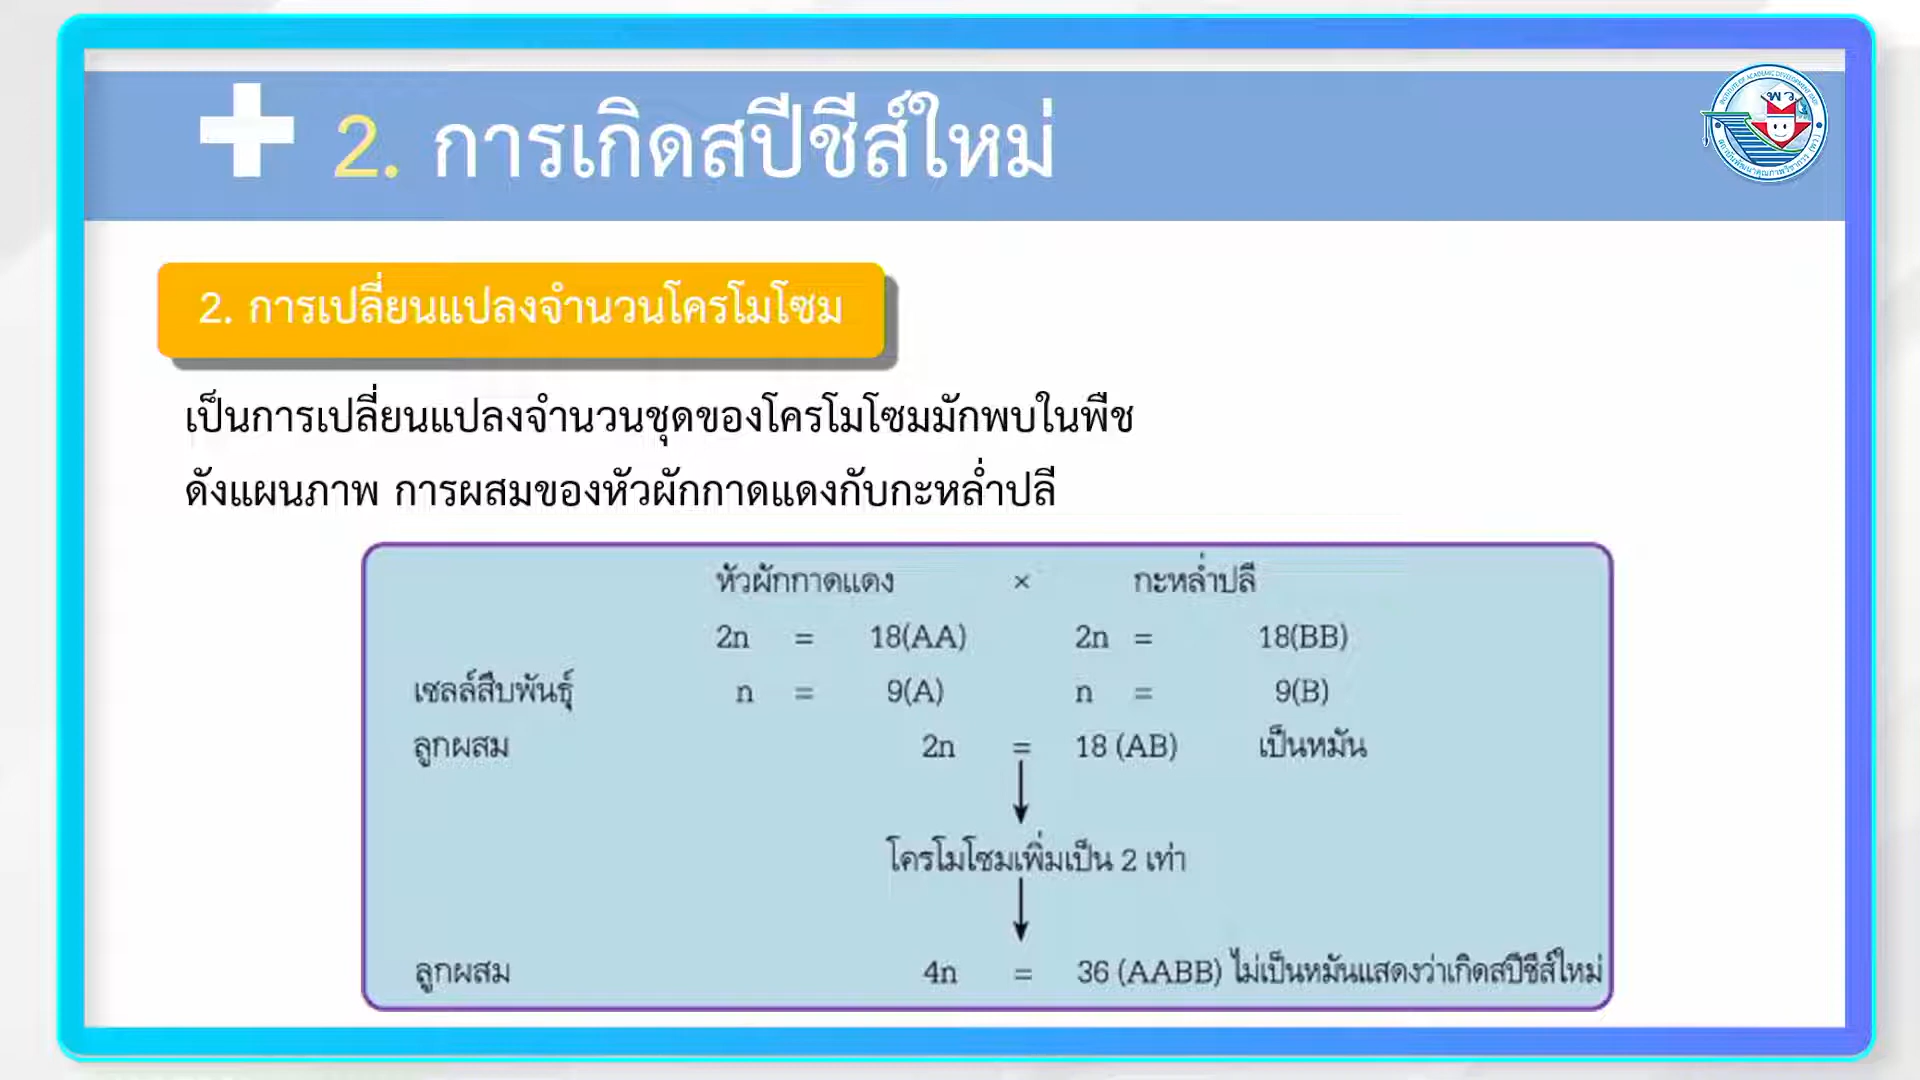 2. การเกิดสปีชีส์ใหม่
พว
2. การเปลี่ยนแปลงจำนวนโครโมโซม
เป็นการเปลี่ยนแปลงจำนวนชุดของโครโมโซมมักพบในพืช
ดังแผนภาพ การผสมของหัวผักกาดแดงกับกะหล่ำปลี
หัวผักกาดแดง × กะหล่ำปลี
2n = 18(AA) 2n = 18(BB)
เซลล์สืบพันธุ์ n = 9(A) n = 9(B)
ลูกผสม 2n = 18 (AB) เป็นหมัน
โครโมโซมเพิ่มเป็น 2 เท่า
ลูกผสม 4n = 36 (AABB) ไม่เป็นหมันแสดงว่าเกิดสปีชีส์ใหม่